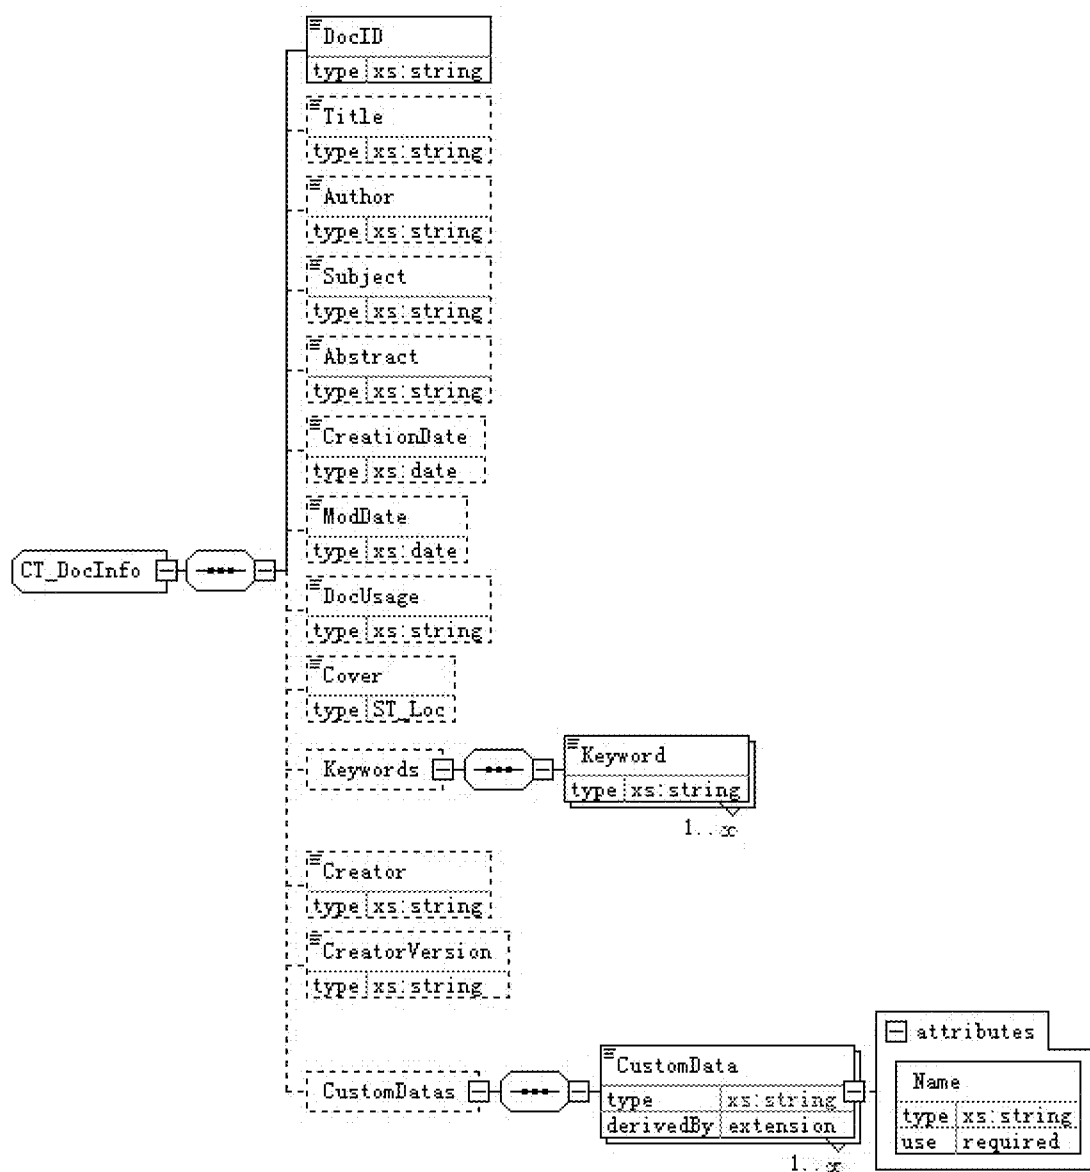 DocID
type xs:string
Title
type xs:string
Author
type xs:string
Subject
type xs:string
Abstract
type xs:string
CreationDate
type xs:date
ModDate
type xs:date
CT_DocInfo
DocUsage
type xs:string
Cover
type ST_Loc
Keywords
Keyword
type xs:string
1..∞
Creator
type xs:string
CreatorVersion
type xs:string
CustomDatas
CustomData
type xs:string
derivedBy extension
1..∞
attributes
Name
type xs:string
use required